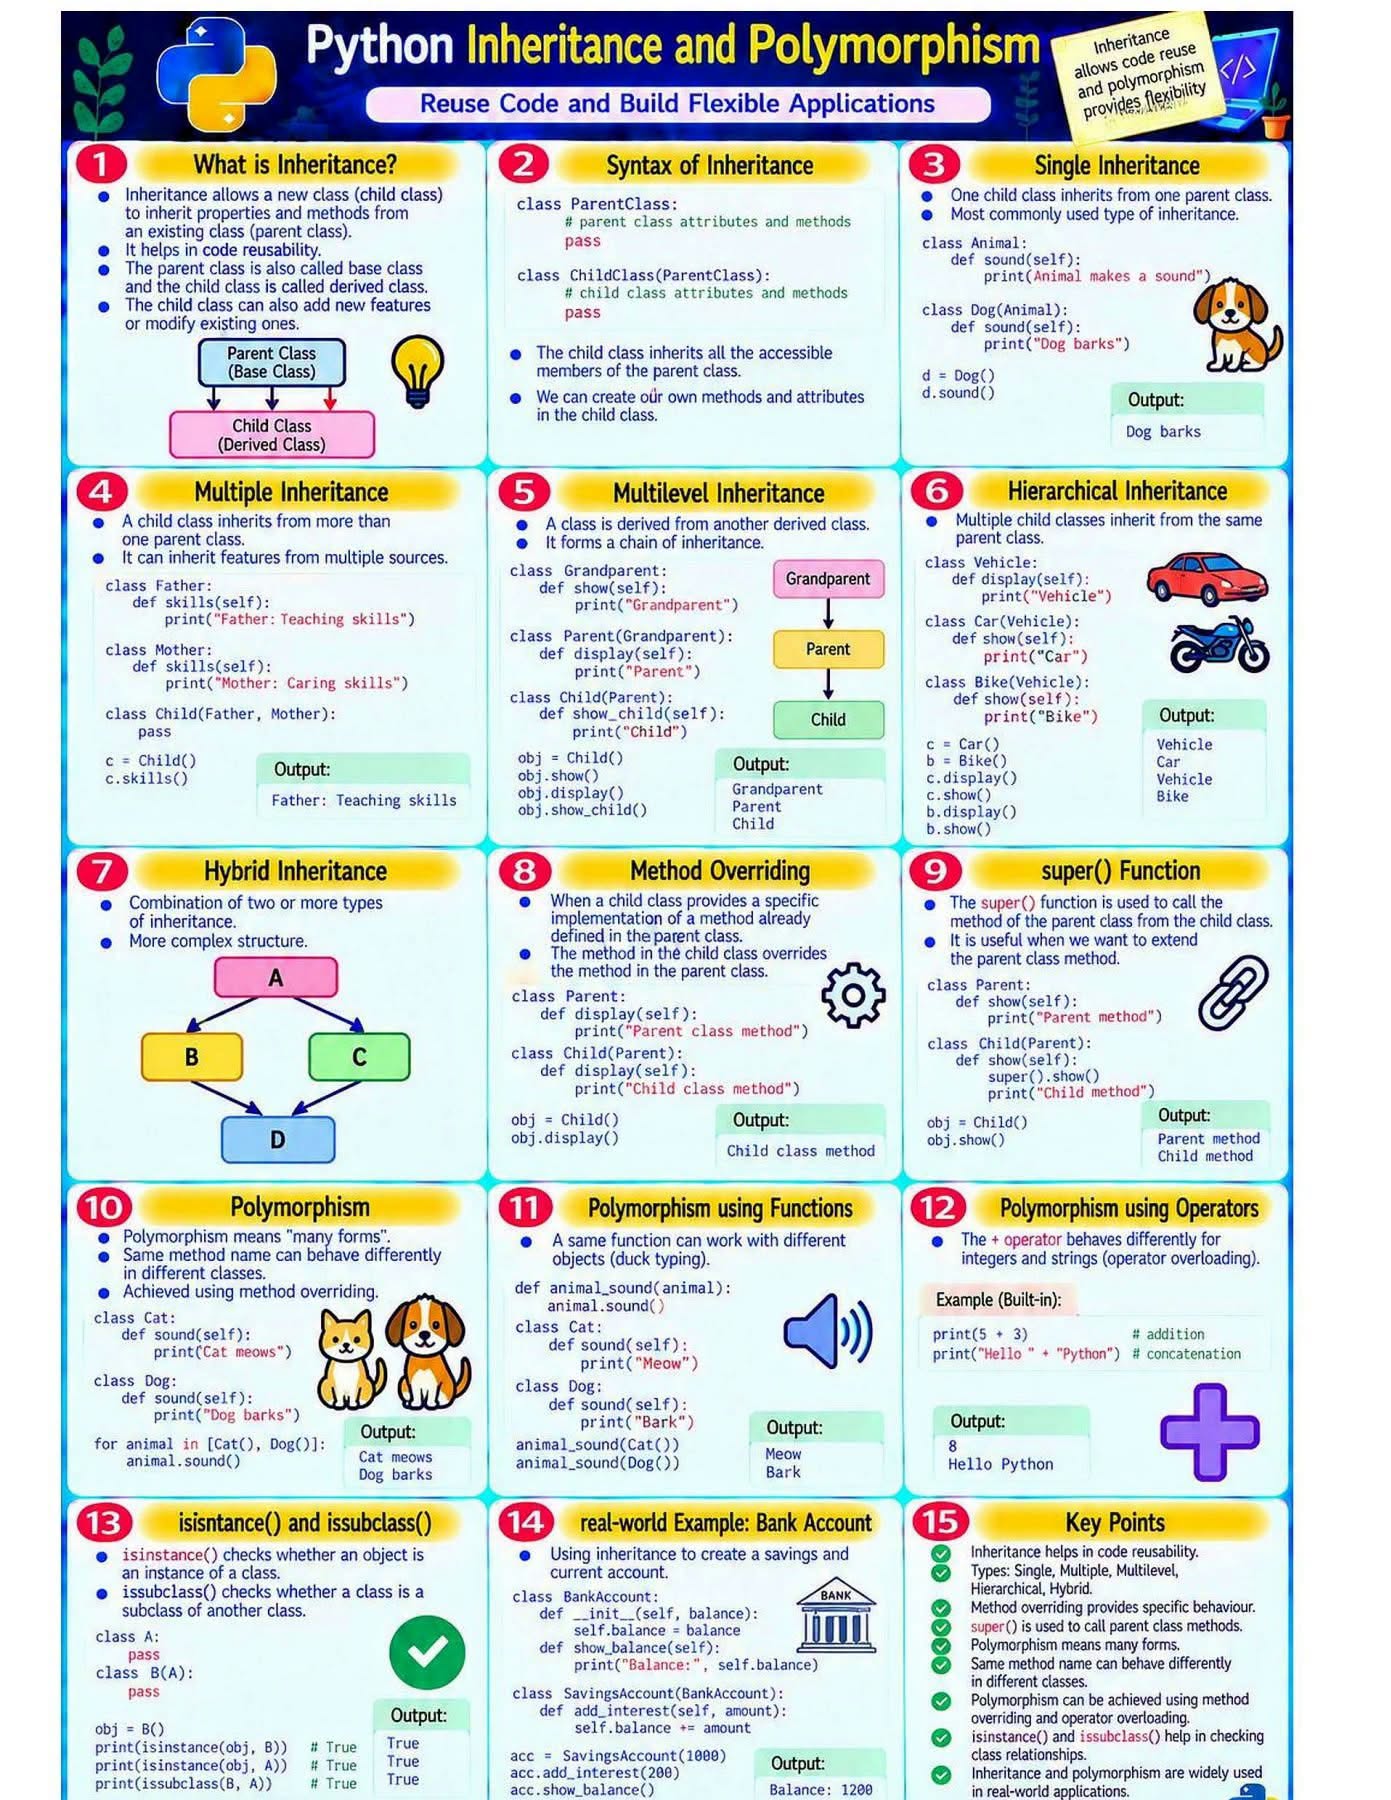 Python Inheritance and Polymorphism
Reuse Code and Build Flexible Applications
Inheritance
allows code reuse
and polymorphism
provides flexibility
</>
1 What is Inheritance?
● Inheritance allows a new class (child class)
to inherit properties and methods from
an existing class (parent class).
● It helps in code reusability.
● The parent class is also called base class
and the child class is called derived class.
● The child class can also add new features
or modify existing ones.
Parent Class
(Base Class)
Child Class
(Derived Class)
2 Syntax of Inheritance
class ParentClass:
# parent class attributes and methods
pass
class ChildClass(ParentClass):
# child class attributes and methods
pass
● The child class inherits all the accessible
members of the parent class.
● We can create our own methods and attributes
in the child class.
3 Single Inheritance
● One child class inherits from one parent class.
● Most commonly used type of inheritance.
class Animal:
def sound(self):
print(Animal makes a sound")
class Dog(Animal):
def sound(self):
print("Dog barks")
d = Dog()
d.sound()
Output:
Dog barks
4 Multiple Inheritance
● A child class inherits from more than
one parent class.
● It can inherit features from multiple sources.
class Father:
def skills(self):
print("Father: Teaching skills")
class Mother:
def skills(self):
print("Mother: Caring skills")
class Child(Father, Mother):
pass
c = Child()
c.skills()
Output:
Father: Teaching skills
5 Multilevel Inheritance
● A class is derived from another derived class.
● It forms a chain of inheritance.
class Grandparent:
def show(self):
print("Grandparent")
class Parent(Grandparent):
def display(self):
print("Parent")
class Child(Parent):
def show_child(self):
print("Child")
obj = Child()
obj.show()
obj.display()
obj.show_child()
Grandparent
Parent
Child
Output:
Grandparent
Parent
Child
6 Hierarchical Inheritance
● Multiple child classes inherit from the same
parent class.
class Vehicle:
def display(self):
print("Vehicle")
class Car(Vehicle):
def show(self):
print("Car")
class Bike(Vehicle):
def show(self):
print("Bike")
c = Car()
b = Bike()
c.display()
c.show()
b.display()
b.show()
Output:
Vehicle
Car
Vehicle
Bike
7 Hybrid Inheritance
● Combination of two or more types
of inheritance.
● More complex structure.
A
B C
D
8 Method Overriding
● When a child class provides a specific
implementation of a method already
defined in the parent class.
● The method in the child class overrides
the method in the parent class.
class Parent:
def display(self):
print("Parent class method")
class Child(Parent):
def display(self):
print("Child class method")
obj = Child()
obj.display()
Output:
Child class method
9 super() Function
● The super() function is used to call the
method of the parent class from the child class.
● It is useful when we want to extend
the parent class method.
class Parent:
def show(self):
print("Parent method")
class Child(Parent):
def show(self):
super().show()
print("Child method")
obj = Child()
obj.show()
Output:
Parent method
Child method
10 Polymorphism
● Polymorphism means "many forms".
● Same method name can behave differently
in different classes.
● Achieved using method overriding.
class Cat:
def sound(self):
print(Cat meows")
class Dog:
def sound(self):
print("Dog barks")
for animal in [Cat(), Dog()]:
animal.sound()
Output:
Cat meows
Dog barks
11 Polymorphism using Functions
● A same function can work with different
objects (duck typing).
def animal_sound(animal):
animal.sound()
class Cat:
def sound(self):
print("Meow")
class Dog:
def sound(self):
print("Bark")
animal_sound(Cat())
animal_sound(Dog())
Output:
Meow
Bark
12 Polymorphism using Operators
● The + operator behaves differently for
integers and strings (operator overloading).
Example (Built-in):
print(5 + 3) # addition
print("Hello " + "Python") # concatenation
Output:
8
Hello Python
13 isisntance() and issubclass()
● isinstance() checks whether an object is
an instance of a class.
● issubclass() checks whether a class is a
subclass of another class.
class A:
pass
class B(A):
pass
obj = B()
print(isinstance(obj, B)) # True
print(isinstance(obj, A)) # True
print(issubclass(B, A)) # True
Output:
True
True
True
14 real-world Example: Bank Account
● Using inheritance to create a savings and
current account.
BANK
class BankAccount:
def __init__(self, balance):
self.balance = balance
def show_balance(self):
print("Balance:", self.balance)
class SavingsAccount(BankAccount):
def add_interest(self, amount):
self.balance += amount
acc = SavingsAccount(1000)
acc.add_interest(200)
acc.show_balance()
Output:
Balance: 1200
15 Key Points
Inheritance helps in code reusability.
Types: Single, Multiple, Multilevel,
Hierarchical, Hybrid.
Method overriding provides specific behaviour.
super() is used to call parent class methods.
Polymorphism means many forms.
Same method name can behave differently
in different classes.
Polymorphism can be achieved using method
overriding and operator overloading.
isinstance() and issubclass() help in checking
class relationships.
Inheritance and polymorphism are widely used
in real-world applications.